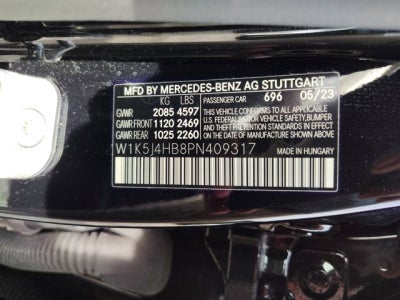 MFD BY MERCEDES-BENZ AG STUTTGART
KG LBS PASSENGER CAR 696 05/23
GVWR 2085 4597 THIS VEHICLE CONFORMS TO ALL APPLICABLE
GAWR FRONT 1120 2469 U.S. FEDERAL MOTOR VEHICLE SAFETY, BUMPER
GAWR REAR 1025 2260 AND THEFT PREVENTION STANDARDS IN EFFECT
ON THE DATE OF MANUFACTURE SHOWN ABOVE.
W1K5J4HB8PN409317 MADE IN HUNGARY